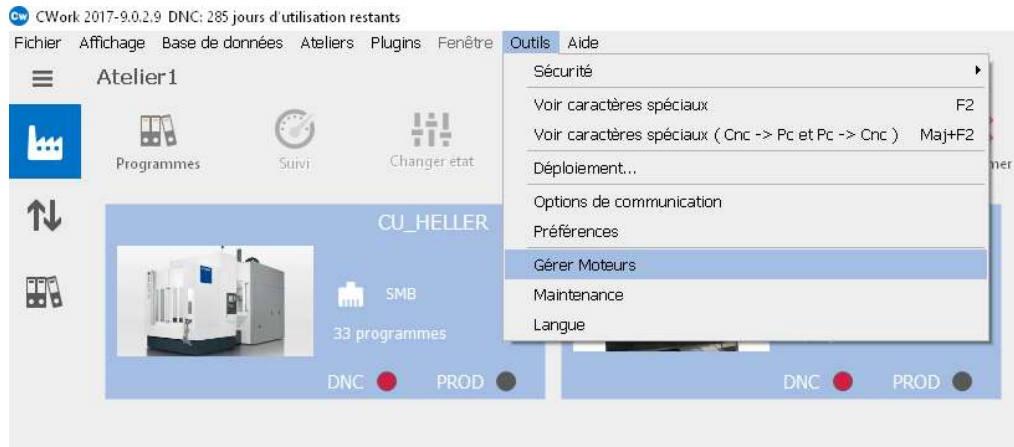 CWork 2017-9.0.2.9 DNC: 285 jours d'utilisation restants
Fichier Affichage Base de données Ateliers Plugins Fenêtre Outils Aide
Atelier1
Sécurité
Voir caractères spéciaux F2
Voir caractères spéciaux ( Cnc -> Pc et Pc -> Cnc ) Maj+F2
Déploiement...
Options de communication
Préférences
Gérer Moteurs
Maintenance
Langue
Programmes Suivi Changer état
CU_HELLER
SMB
33 programmes
DNC PROD
DNC PROD